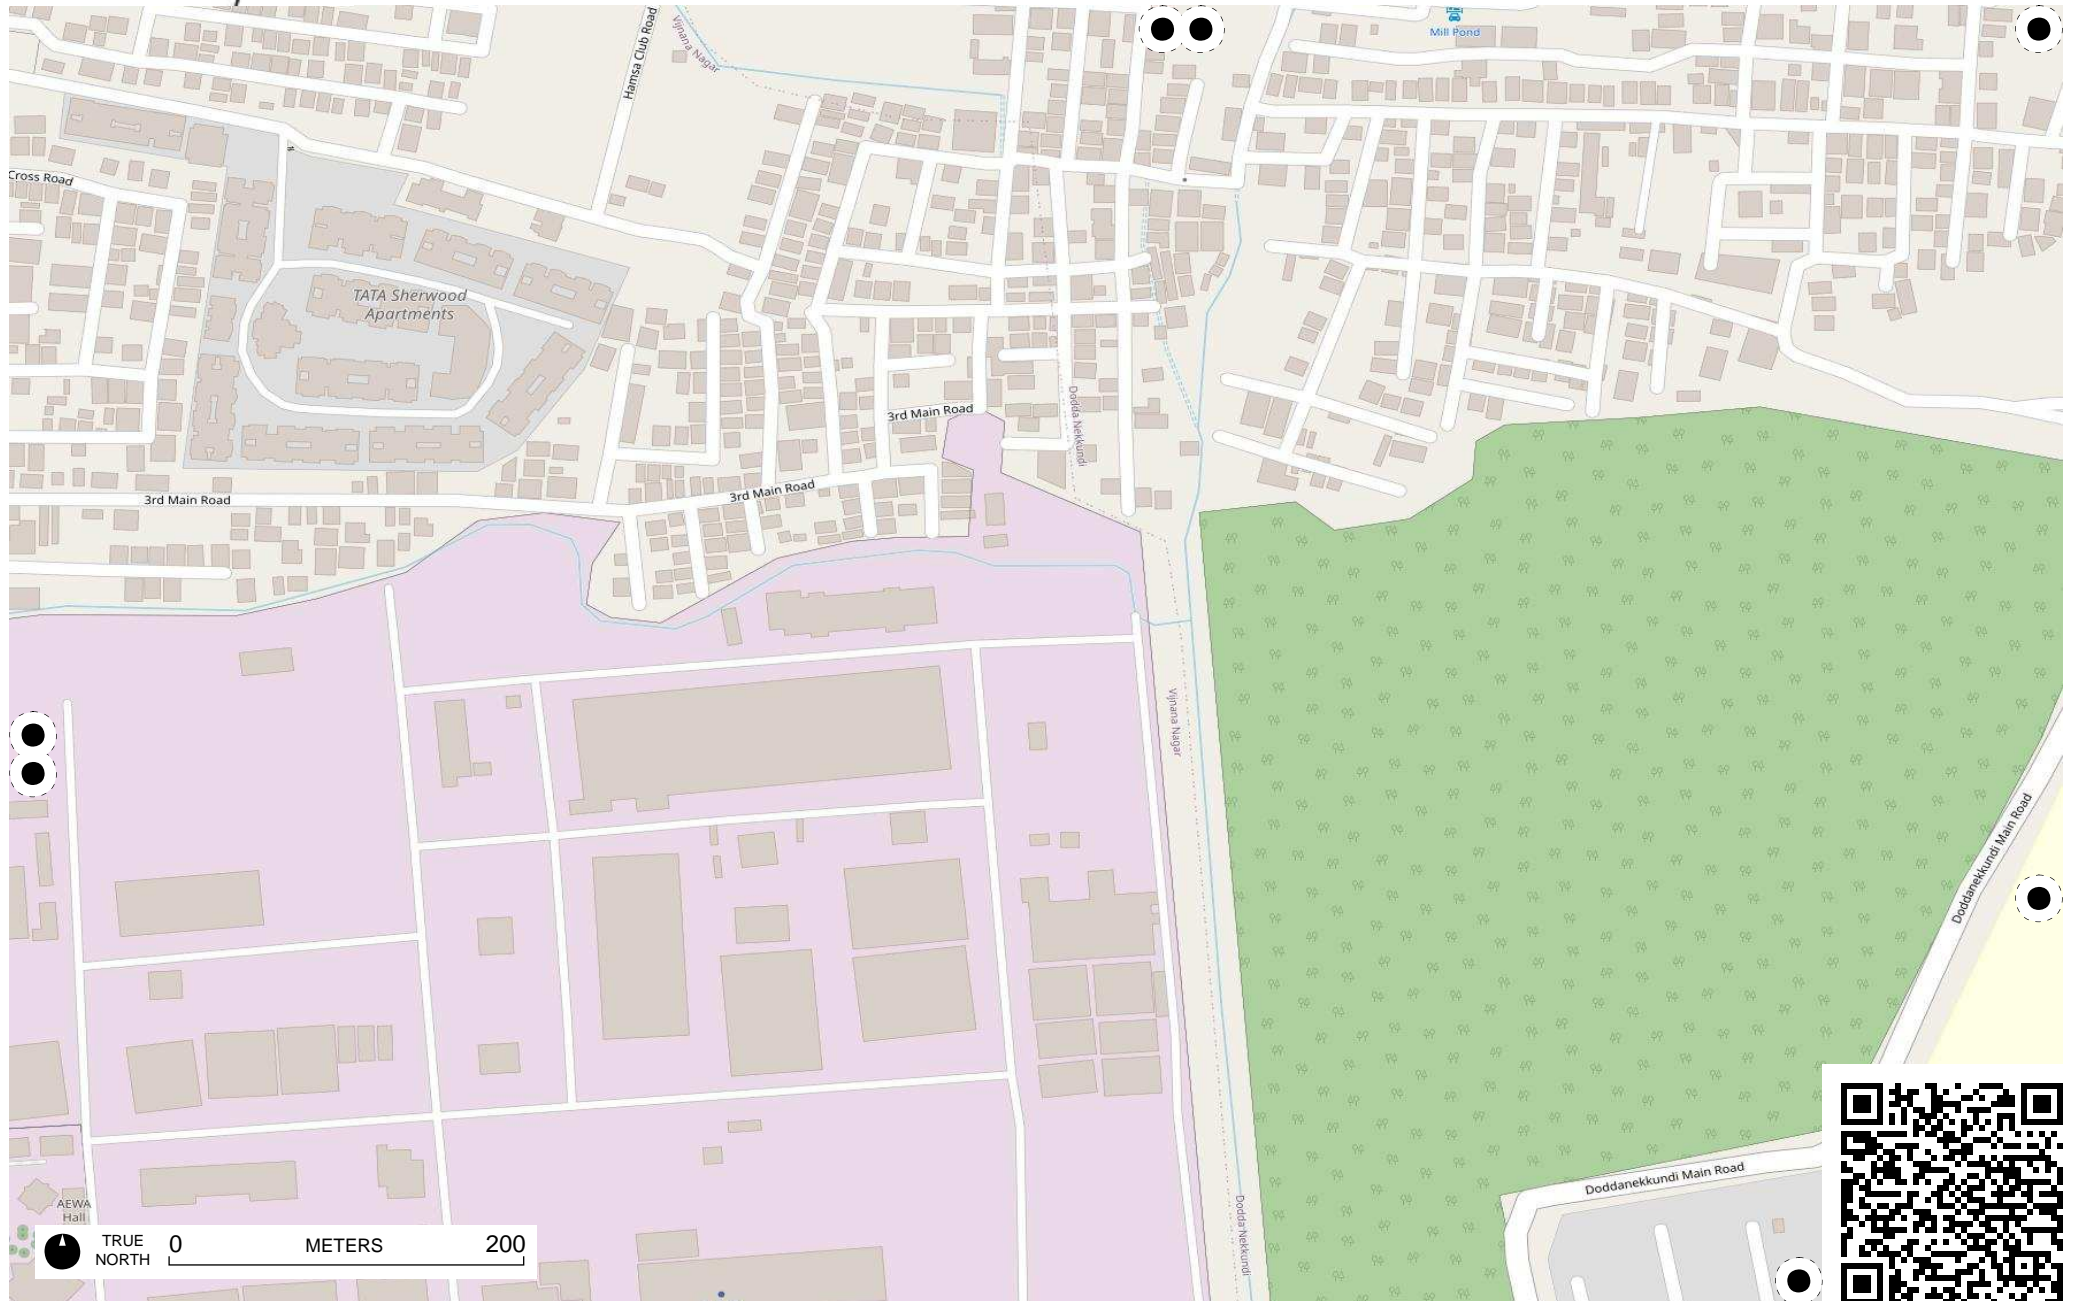 Mill Pond
Hamsa Club Road
Vijnana Nagar
Cross Road
TATA Sherwood
Apartments
3rd Main Road
Dodda Nekkundi
3rd Main Road
3rd Main Road
Vijnana Nagar
Doddanekkundi Main Road
Doddanekkundi Main Road
Dodda Nekkundi
AEWA
Hall
TRUE
NORTH
0 METERS 200